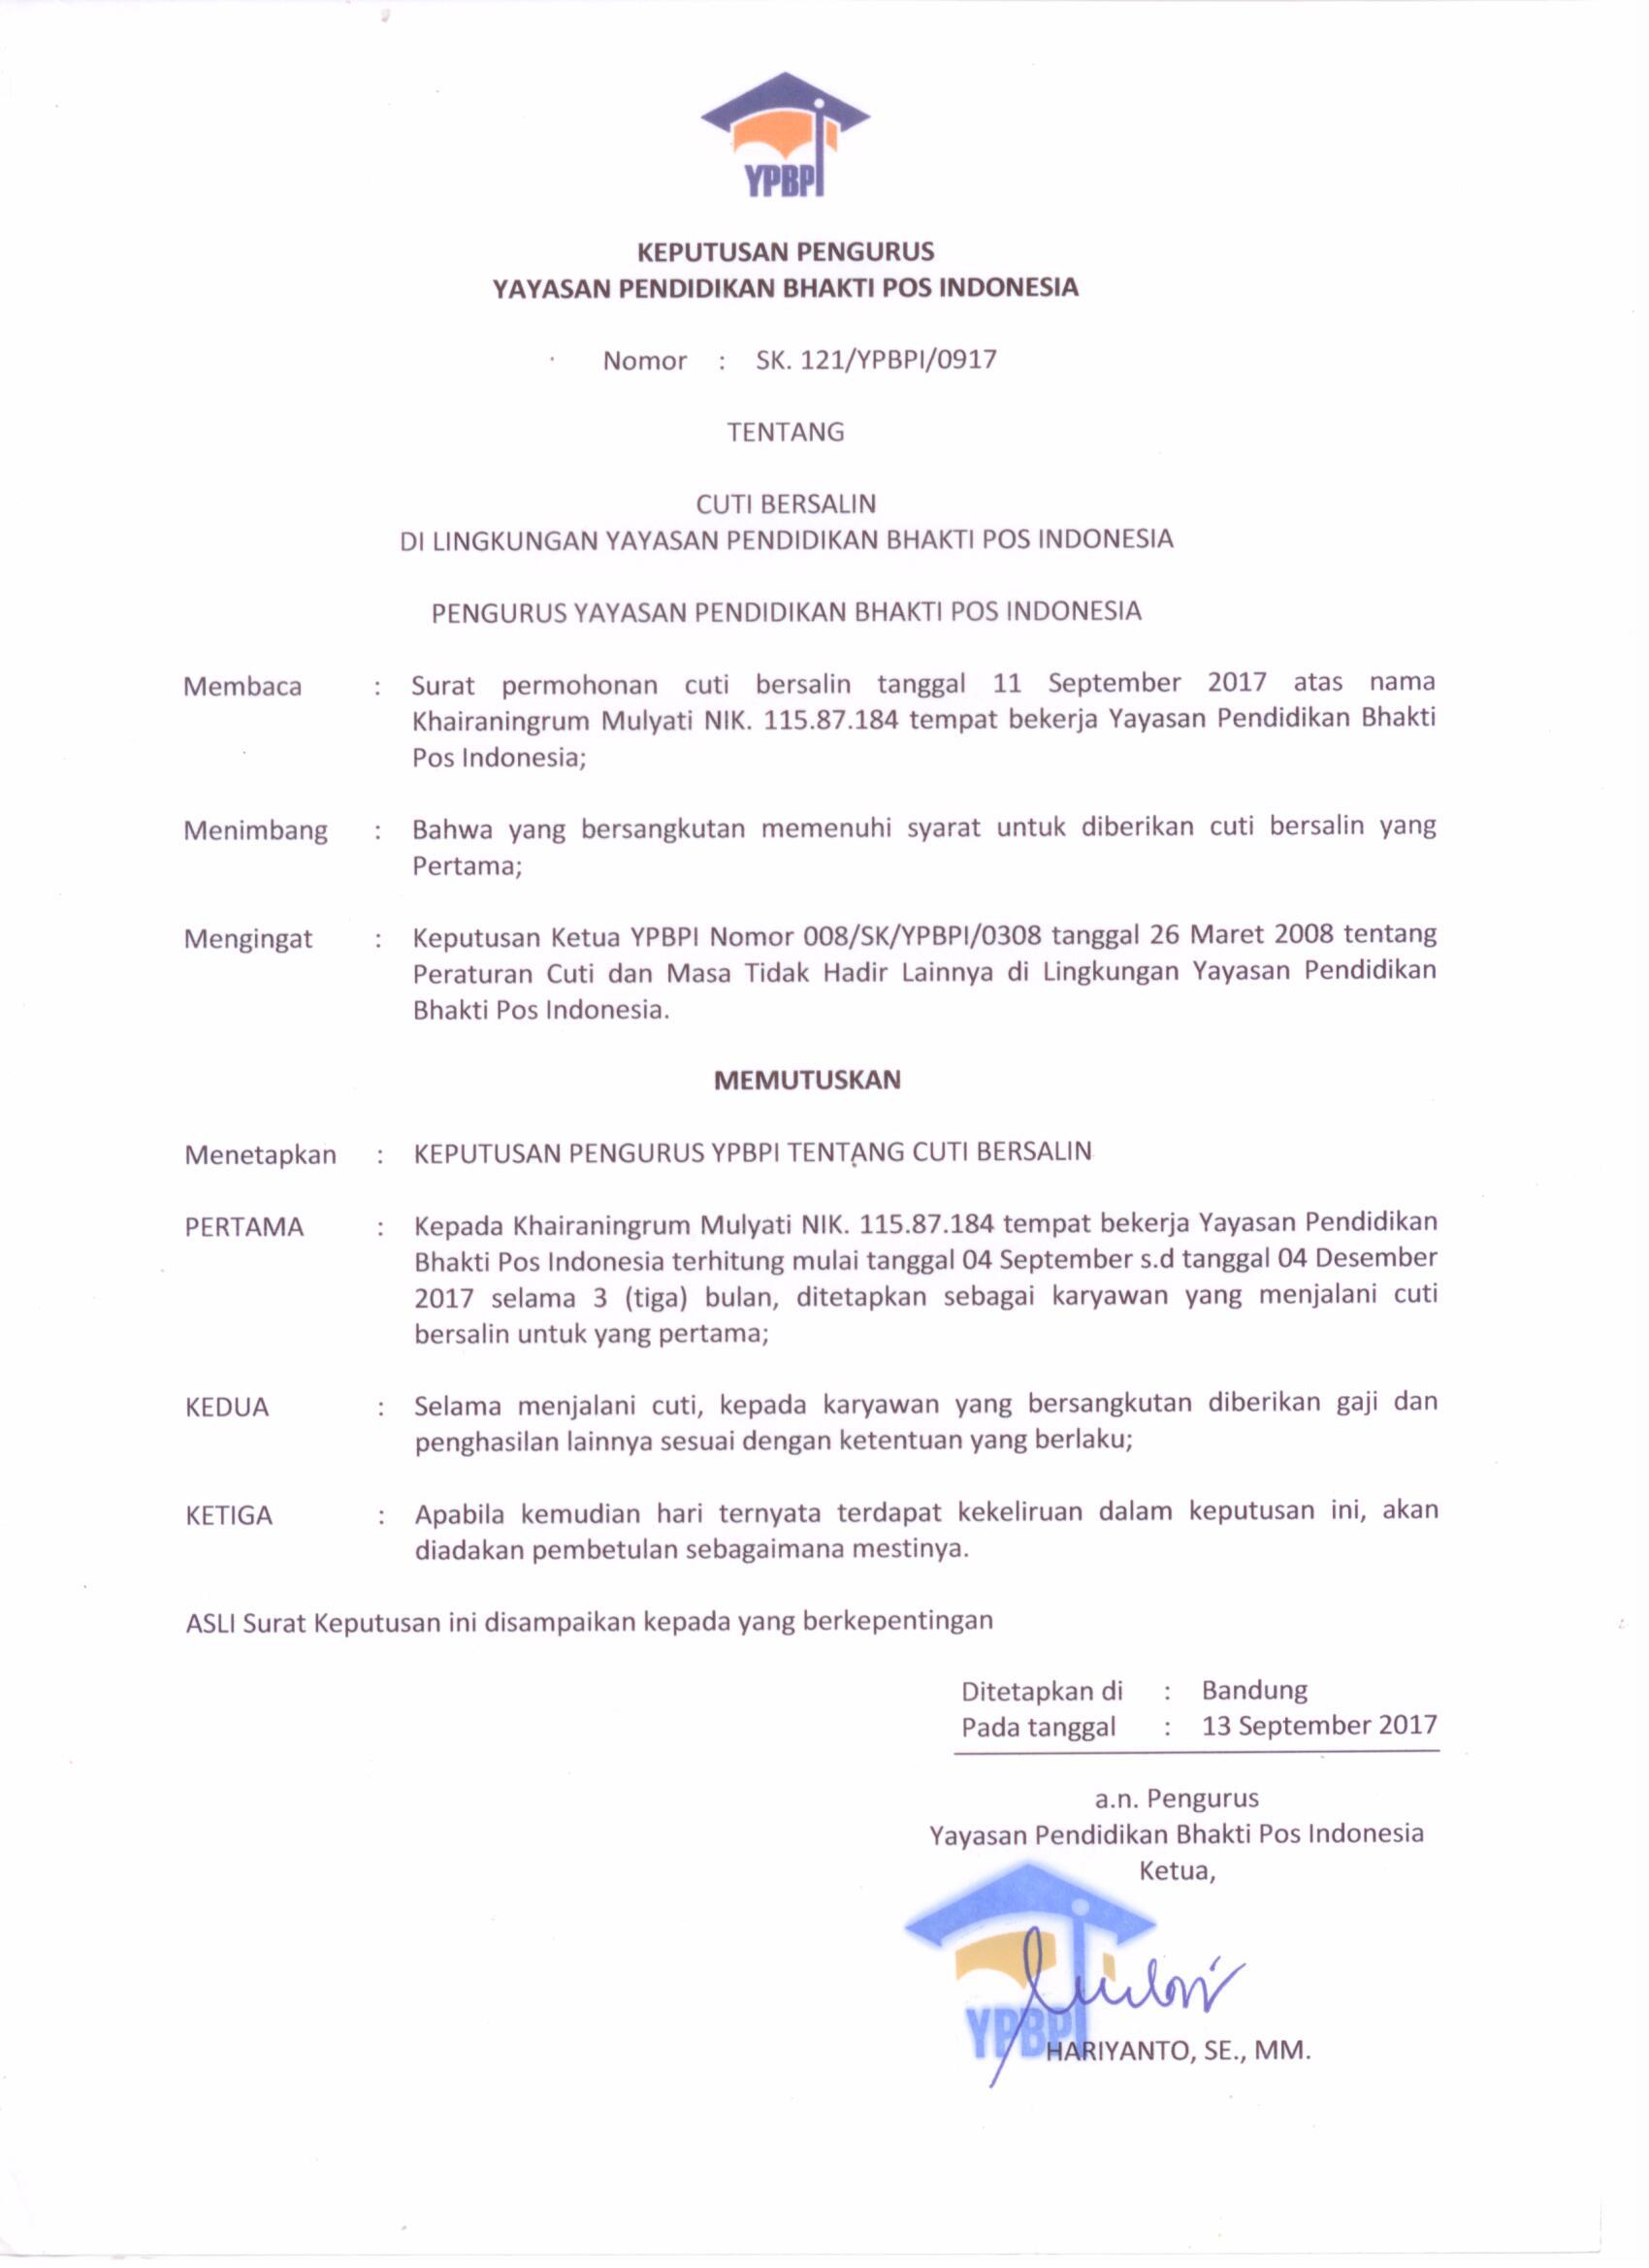 YPBPI
KEPUTUSAN PENGURUS
YAYASAN PENDIDIKAN BHAKTI POS INDONESIA
Nomor : SK. 121/YPBPI/0917
TENTANG
CUTI BERSALIN
DI LINGKUNGAN YAYASAN PENDIDIKAN BHAKTI POS INDONESIA
PENGURUS YAYASAN PENDIDIKAN BHAKTI POS INDONESIA
Membaca : Surat permohonan cuti bersalin tanggal 11 September 2017 atas nama
Khairaningrum Mulyati NIK. 115.87.184 tempat bekerja Yayasan Pendidikan Bhakti
Pos Indonesia;
Menimbang : Bahwa yang bersangkutan memenuhi syarat untuk diberikan cuti bersalin yang
Pertama;
Mengingat : Keputusan Ketua YPBPI Nomor 008/SK/YPBPI/0308 tanggal 26 Maret 2008 tentang
Peraturan Cuti dan Masa Tidak Hadir Lainnya di Lingkungan Yayasan Pendidikan
Bhakti Pos Indonesia.
MEMUTUSKAN
Menetapkan : KEPUTUSAN PENGURUS YPBPI TENTANG CUTI BERSALIN
PERTAMA : Kepada Khairaningrum Mulyati NIK. 115.87.184 tempat bekerja Yayasan Pendidikan
Bhakti Pos Indonesia terhitung mulai tanggal 04 September s.d tanggal 04 Desember
2017 selama 3 (tiga) bulan, ditetapkan sebagai karyawan yang menjalani cuti
bersalin untuk yang pertama;
KEDUA : Selama menjalani cuti, kepada karyawan yang bersangkutan diberikan gaji dan
penghasilan lainnya sesuai dengan ketentuan yang berlaku;
KETIGA : Apabila kemudian hari ternyata terdapat kekeliruan dalam keputusan ini, akan
diadakan pembetulan sebagaimana mestinya.
ASLI Surat Keputusan ini disampaikan kepada yang berkepentingan
Ditetapkan di : Bandung
Pada tanggal : 13 September 2017
a.n. Pengurus
Yayasan Pendidikan Bhakti Pos Indonesia
Ketua,
YPBPI
HARIYANTO, SE., MM.